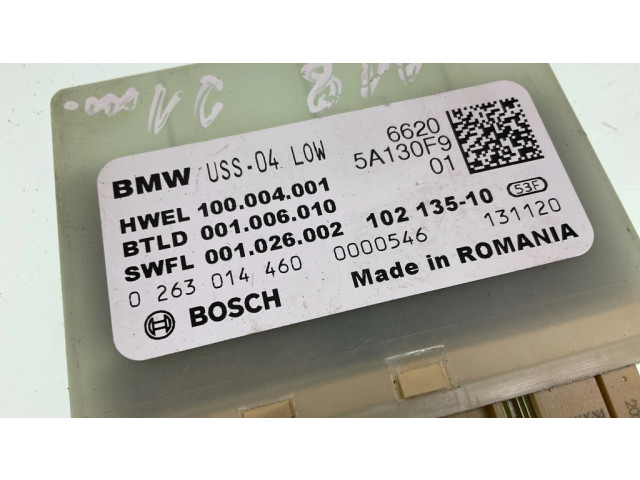 BMW USS-04 LOW
6620
5A130F9
01
HWEL 100.004.001
BTLD 001.006.010
SWFL 001.026.002
102 135-10
53F
0 263 014 460
0000546
131120
BOSCH
Made in ROMANIA